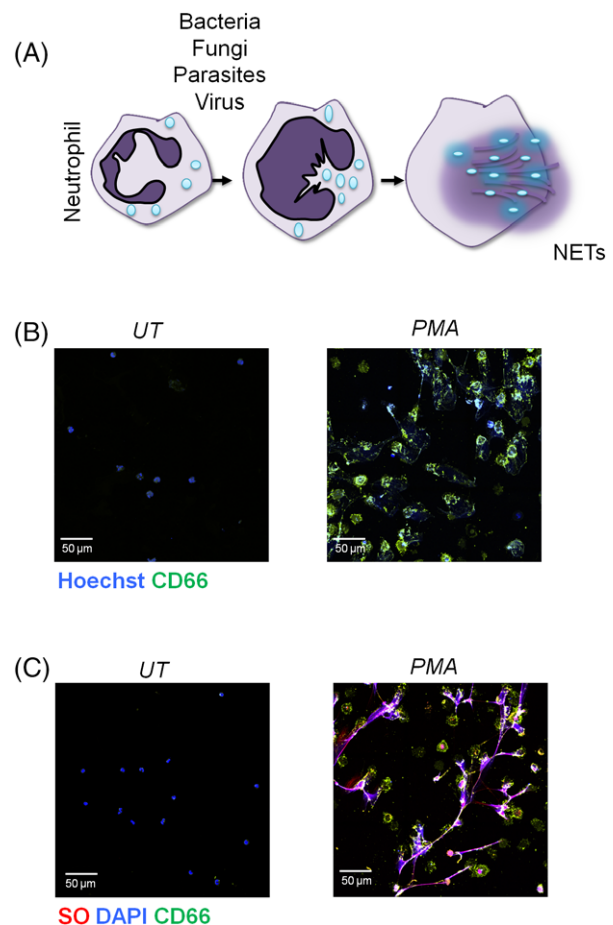 (A)
Bacteria
Fungi
Parasites
Virus
Neutrophil
NETs
(B)
UT
PMA
50 µm
50 µm
Hoechst CD66
(C)
UT
PMA
50 µm
50 µm
SO DAPI CD66